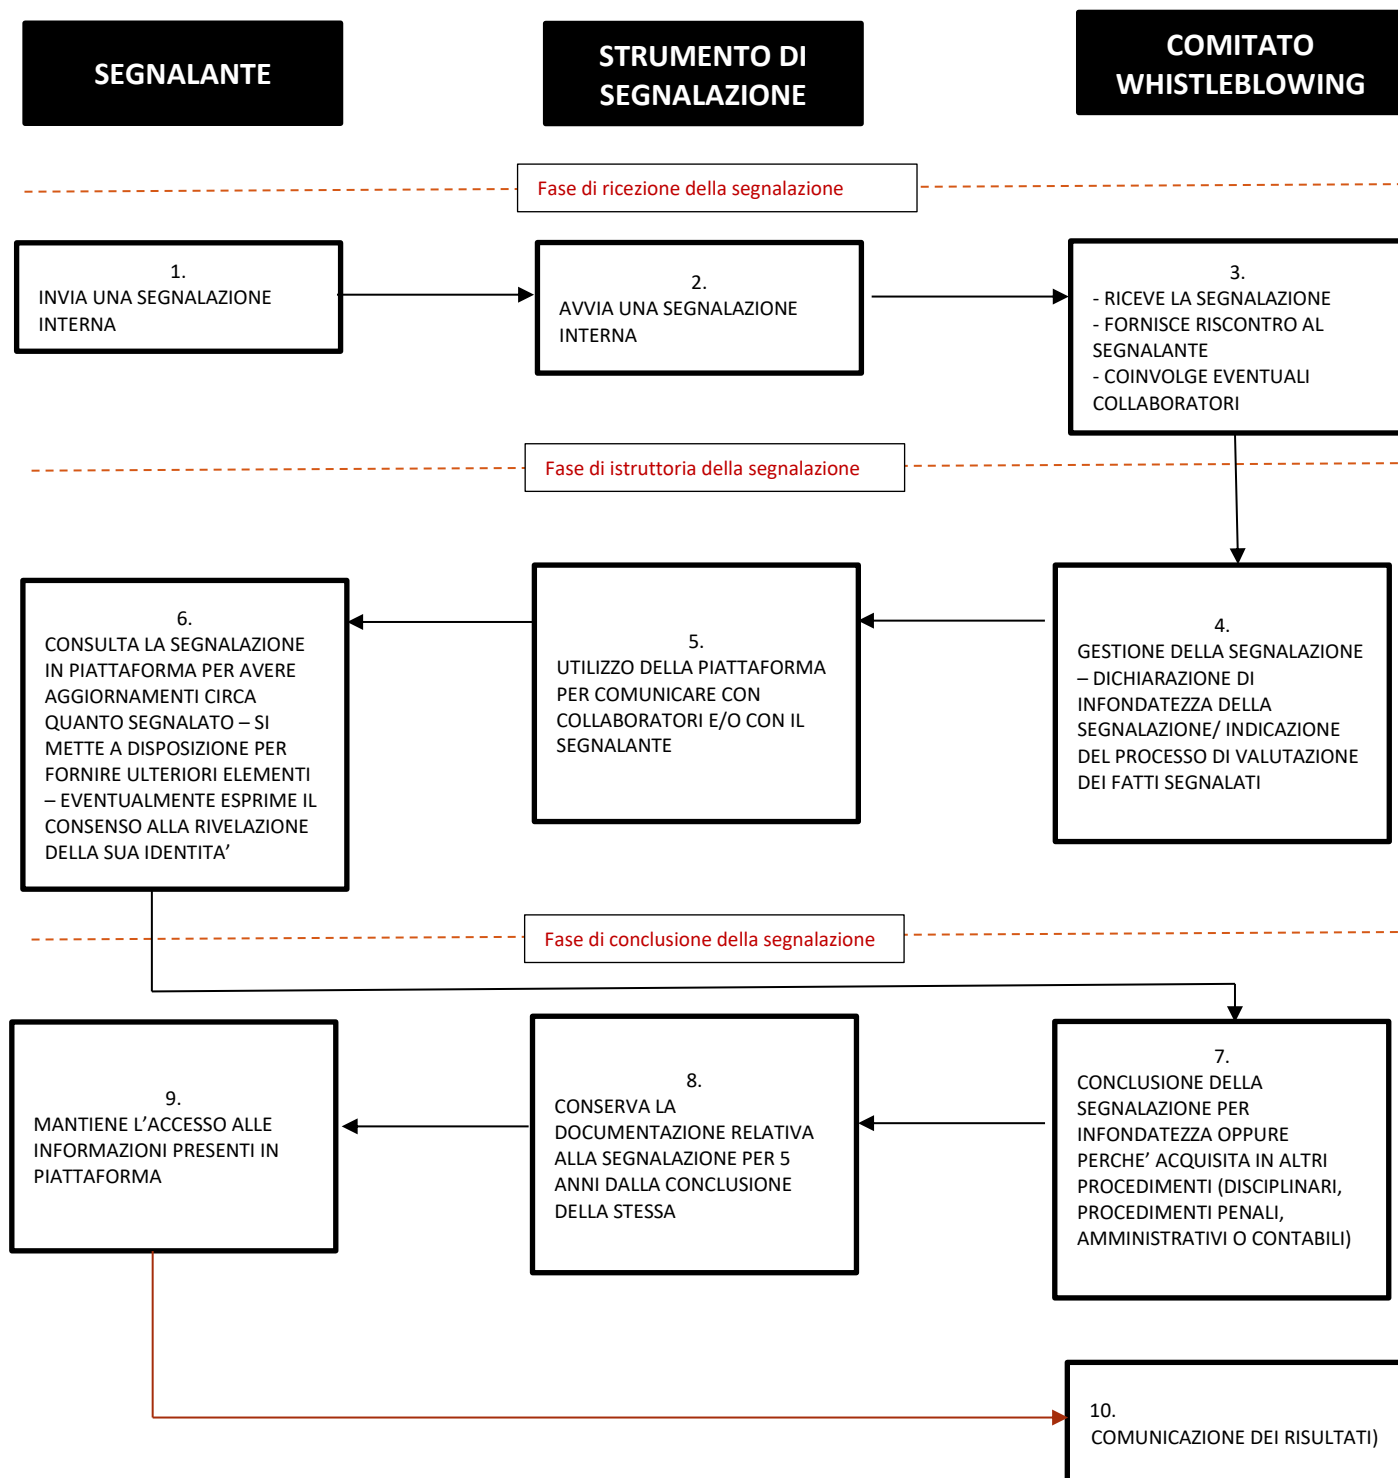 SEGNALANTE
STRUMENTO DI
SEGNALAZIONE
COMITATO
WHISTLEBLOWING
Fase di ricezione della segnalazione
1.
INVIA UNA SEGNALAZIONE
INTERNA
2.
AVVIA UNA SEGNALAZIONE
INTERNA
3.
- RICEVE LA SEGNALAZIONE
- FORNISCE RISCONTRO AL
SEGNALANTE
- COINVOLGE EVENTUALI
COLLABORATORI
Fase di istruttoria della segnalazione
4.
GESTIONE DELLA SEGNALAZIONE
– DICHIARAZIONE DI
INFONDATEZZA DELLA
SEGNALAZIONE/ INDICAZIONE
DEL PROCESSO DI VALUTAZIONE
DEI FATTI SEGNALATI
5.
UTILIZZO DELLA PIATTAFORMA
PER COMUNICARE CON
COLLABORATORI E/O CON IL
SEGNALANTE
6.
CONSULTA LA SEGNALAZIONE
IN PIATTAFORMA PER AVERE
AGGIORNAMENTI CIRCA
QUANTO SEGNALATO – SI
METTE A DISPOSIZIONE PER
FORNIRE ULTERIORI ELEMENTI
– EVENTUALMENTE ESPRIME IL
CONSENSO ALLA RIVELAZIONE
DELLA SUA IDENTITA’
Fase di conclusione della segnalazione
7.
CONCLUSIONE DELLA
SEGNALAZIONE PER
INFONDATEZZA OPPURE
PERCHE’ ACQUISITA IN ALTRI
PROCEDIMENTI (DISCIPLINARI,
PROCEDIMENTI PENALI,
AMMINISTRATIVI O CONTABILI)
8.
CONSERVA LA
DOCUMENTAZIONE RELATIVA
ALLA SEGNALAZIONE PER 5
ANNI DALLA CONCLUSIONE
DELLA STESSA
9.
MANTIENE L’ACCESSO ALLE
INFORMAZIONI PRESENTI IN
PIATTAFORMA
10.
COMUNICAZIONE DEI RISULTATI)